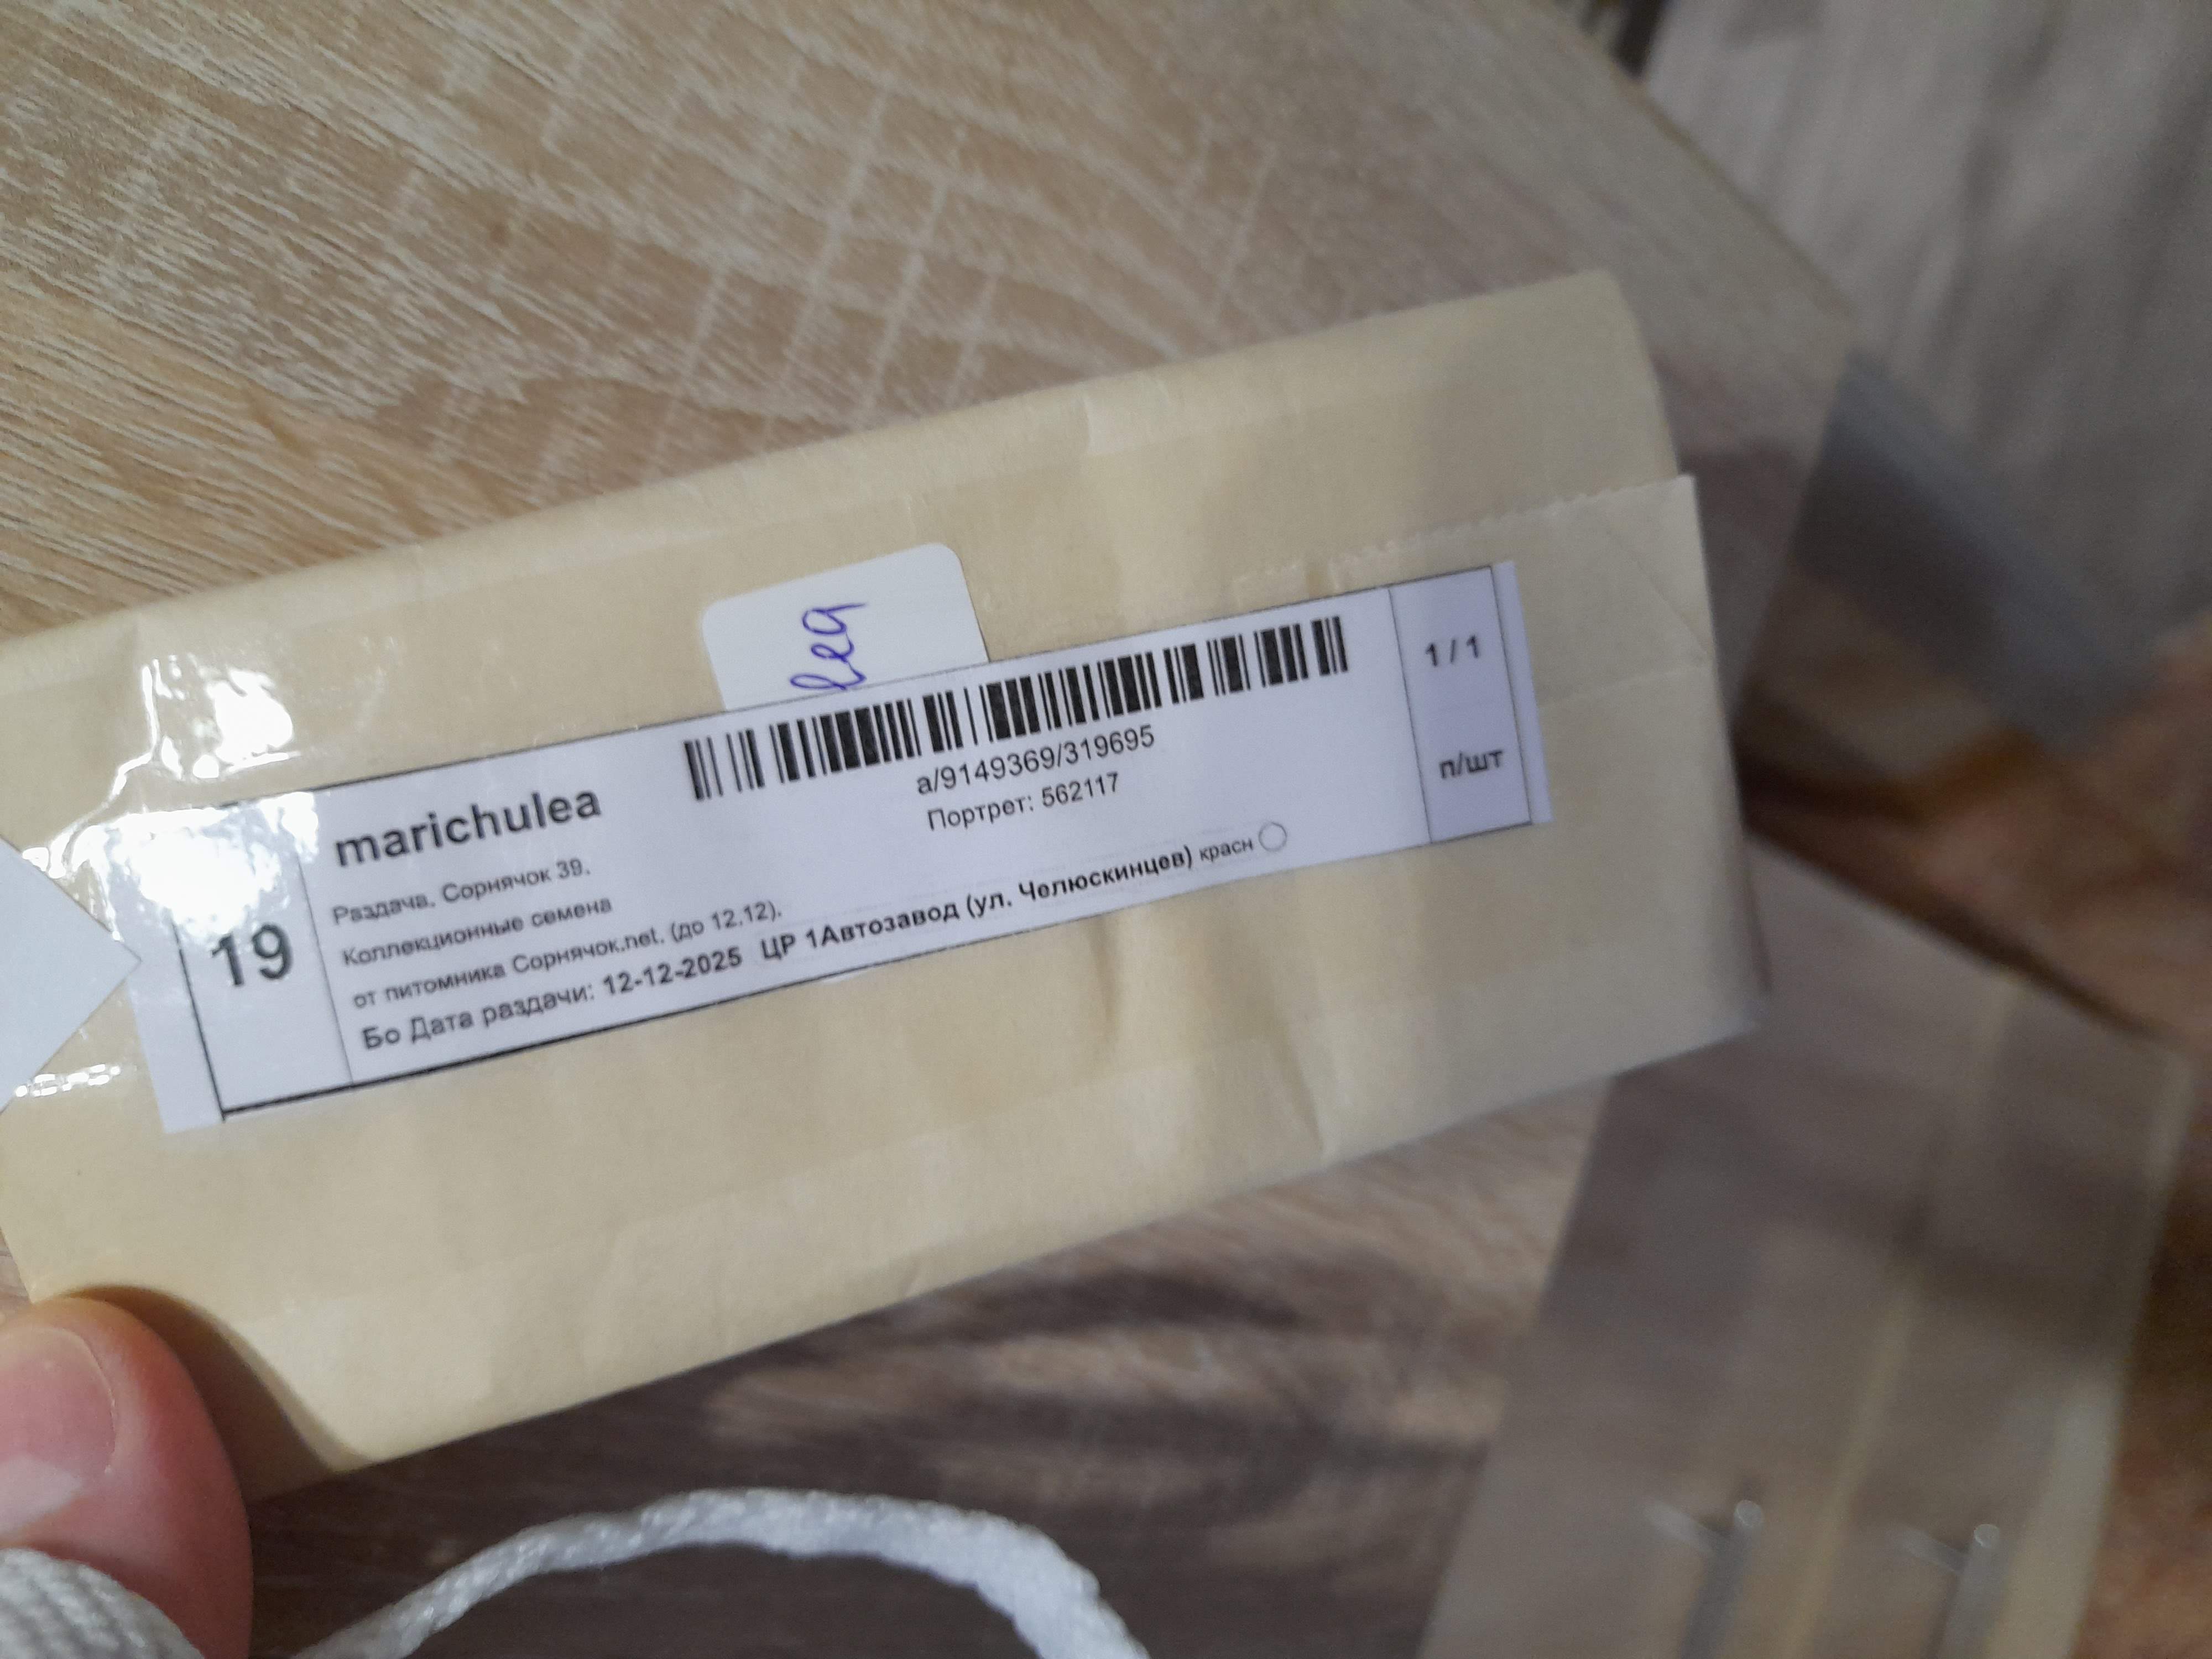 lea
19
marichulea
a/9149369/319695
Портрет: 562117
1 / 1
п/шт
Раздача. Сорнячок 39.
Коллекционные семена
от питомника Сорнячок.net. (до 12.12).
Бо Дата раздачи: 12-12-2025 ЦР 1Автозавод (ул. Челюскинцев) красн